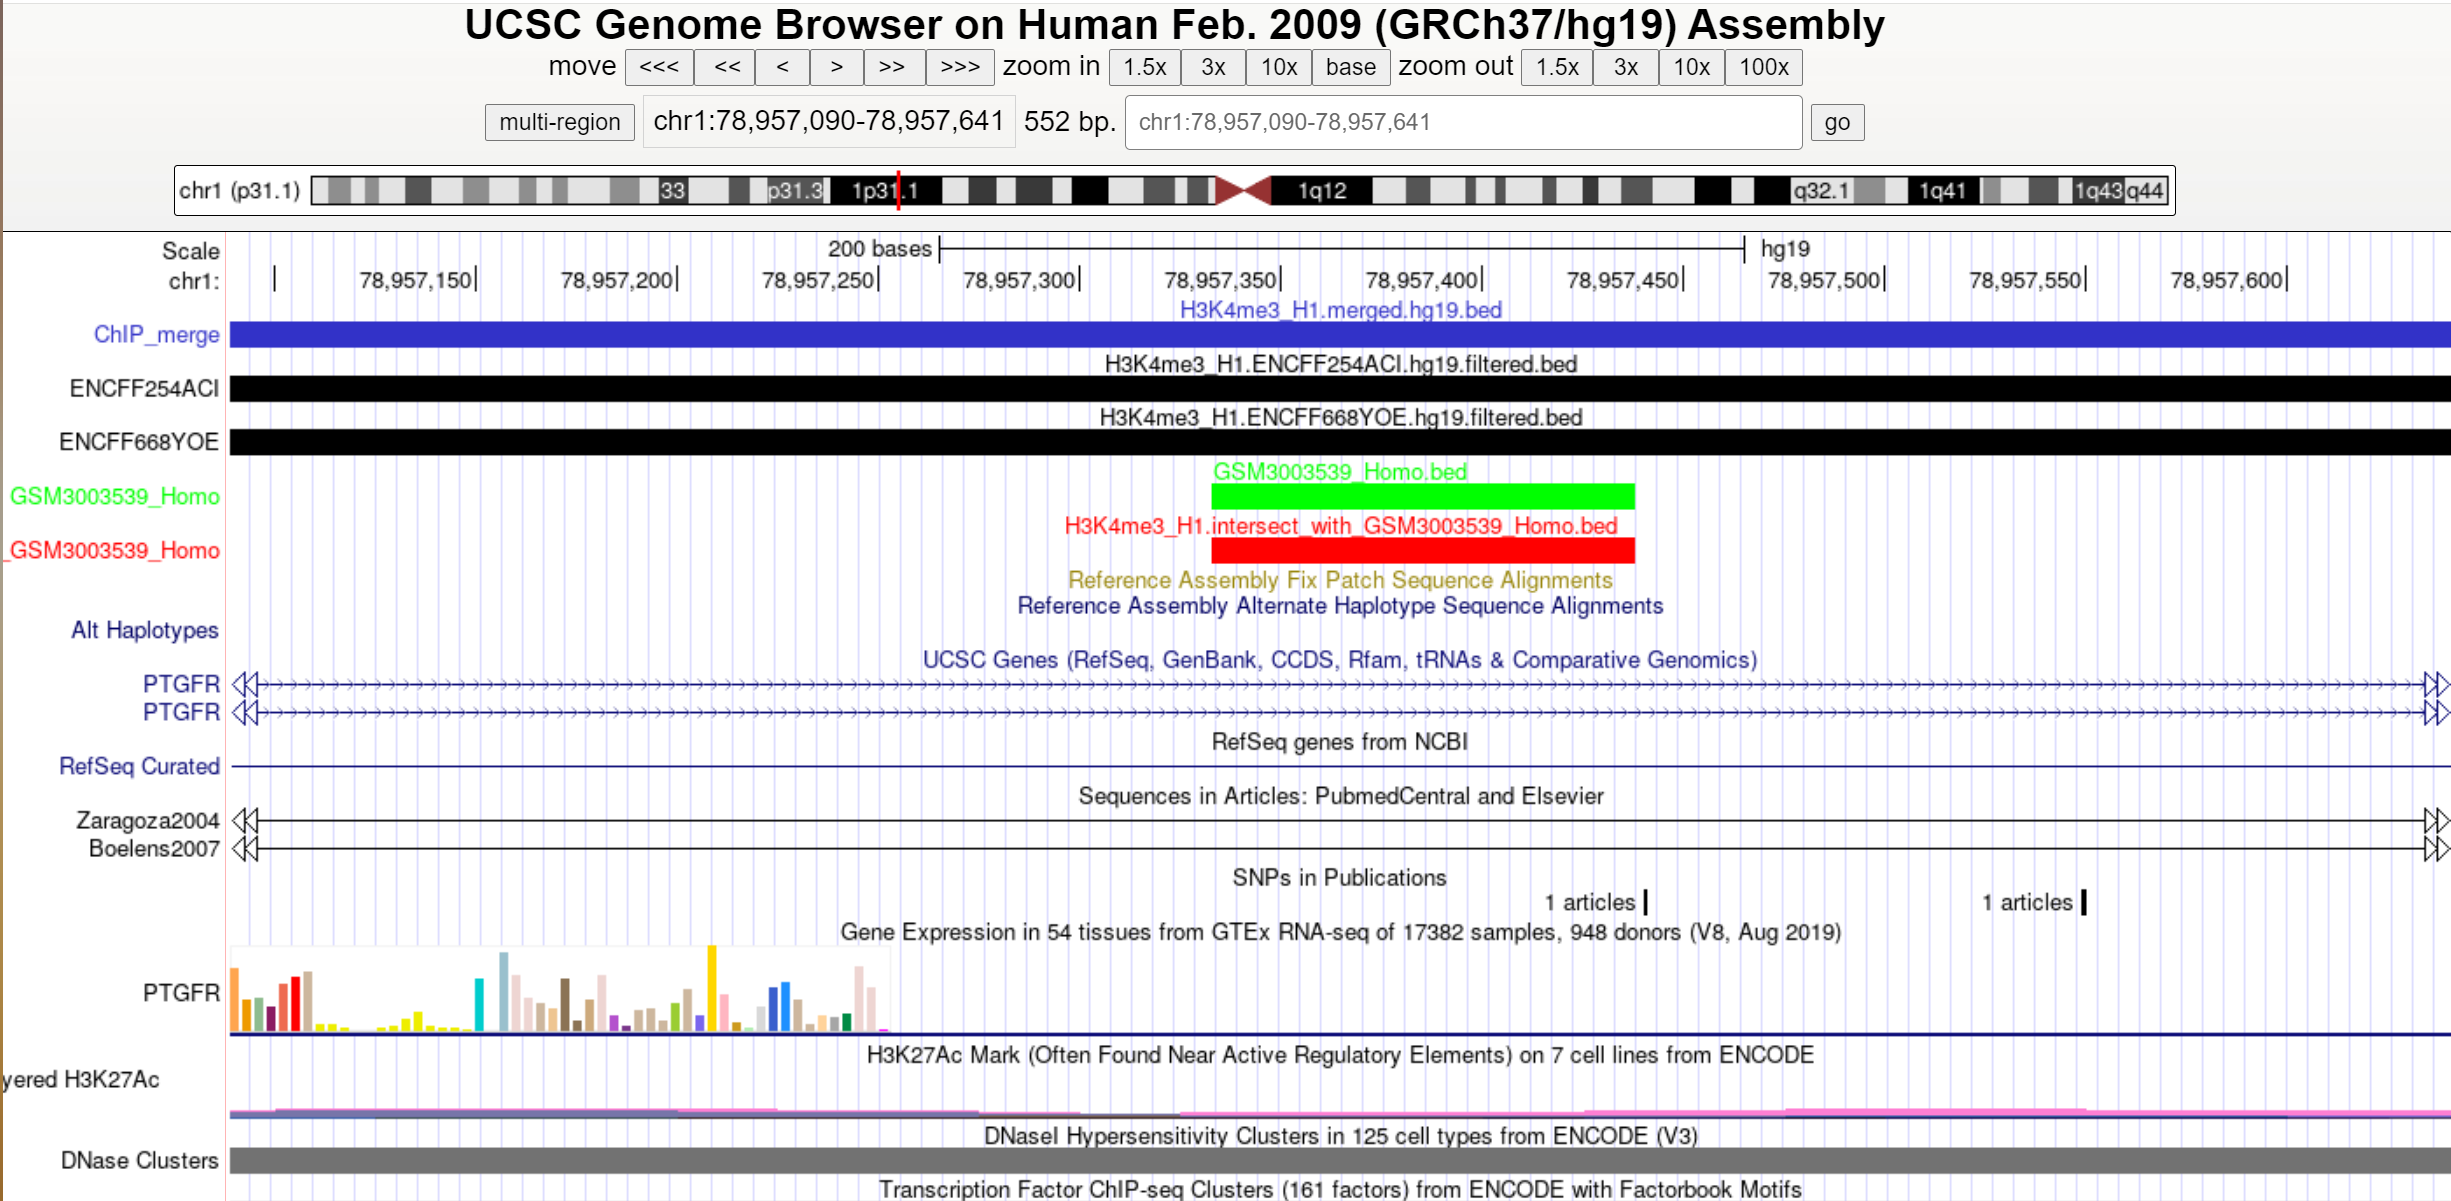 UCSC Genome Browser on Human Feb. 2009 (GRCh37/hg19) Assembly
move <<< << < > >> >>> zoom in 1.5x 3x 10x base zoom out 1.5x 3x 10x 100x
multi-region chr1:78,957,090-78,957,641 552 bp. chr1:78,957,090-78,957,641 go
chr1 (p31.1) 33 p31.3 1p31.1 1q12 q32.1 1q41 1q43 q44
Scale 200 bases hg19
chr1: 78,957,150 78,957,200 78,957,250 78,957,300 78,957,350 78,957,400 78,957,450 78,957,500 78,957,550 78,957,600
H3K4me3_H1.merged.hg19.bed
ChIP_merge
H3K4me3_H1.ENCFF254ACI.hg19.filtered.bed
ENCFF254ACI
H3K4me3_H1.ENCFF668YOE.hg19.filtered.bed
ENCFF668YOE
GSM3003539_Homo.bed
GSM3003539_Homo
H3K4me3_H1.intersect_with_GSM3003539_Homo.bed
_GSM3003539_Homo
Reference Assembly Fix Patch Sequence Alignments
Reference Assembly Alternate Haplotype Sequence Alignments
Alt Haplotypes
UCSC Genes (RefSeq, GenBank, CCDS, Rfam, tRNAs & Comparative Genomics)
PTGFR
PTGFR
RefSeq genes from NCBI
RefSeq Curated
Sequences in Articles: PubmedCentral and Elsevier
Zaragoza2004
Boelens2007
SNPs in Publications
1 articles 1 articles
Gene Expression in 54 tissues from GTEx RNA-seq of 17382 samples, 948 donors (V8, Aug 2019)
PTGFR
H3K27Ac Mark (Often Found Near Active Regulatory Elements) on 7 cell lines from ENCODE
yered H3K27Ac
DNaseI Hypersensitivity Clusters in 125 cell types from ENCODE (V3)
DNase Clusters
Transcription Factor ChIP-seq Clusters (161 factors) from ENCODE with Factorbook Motifs